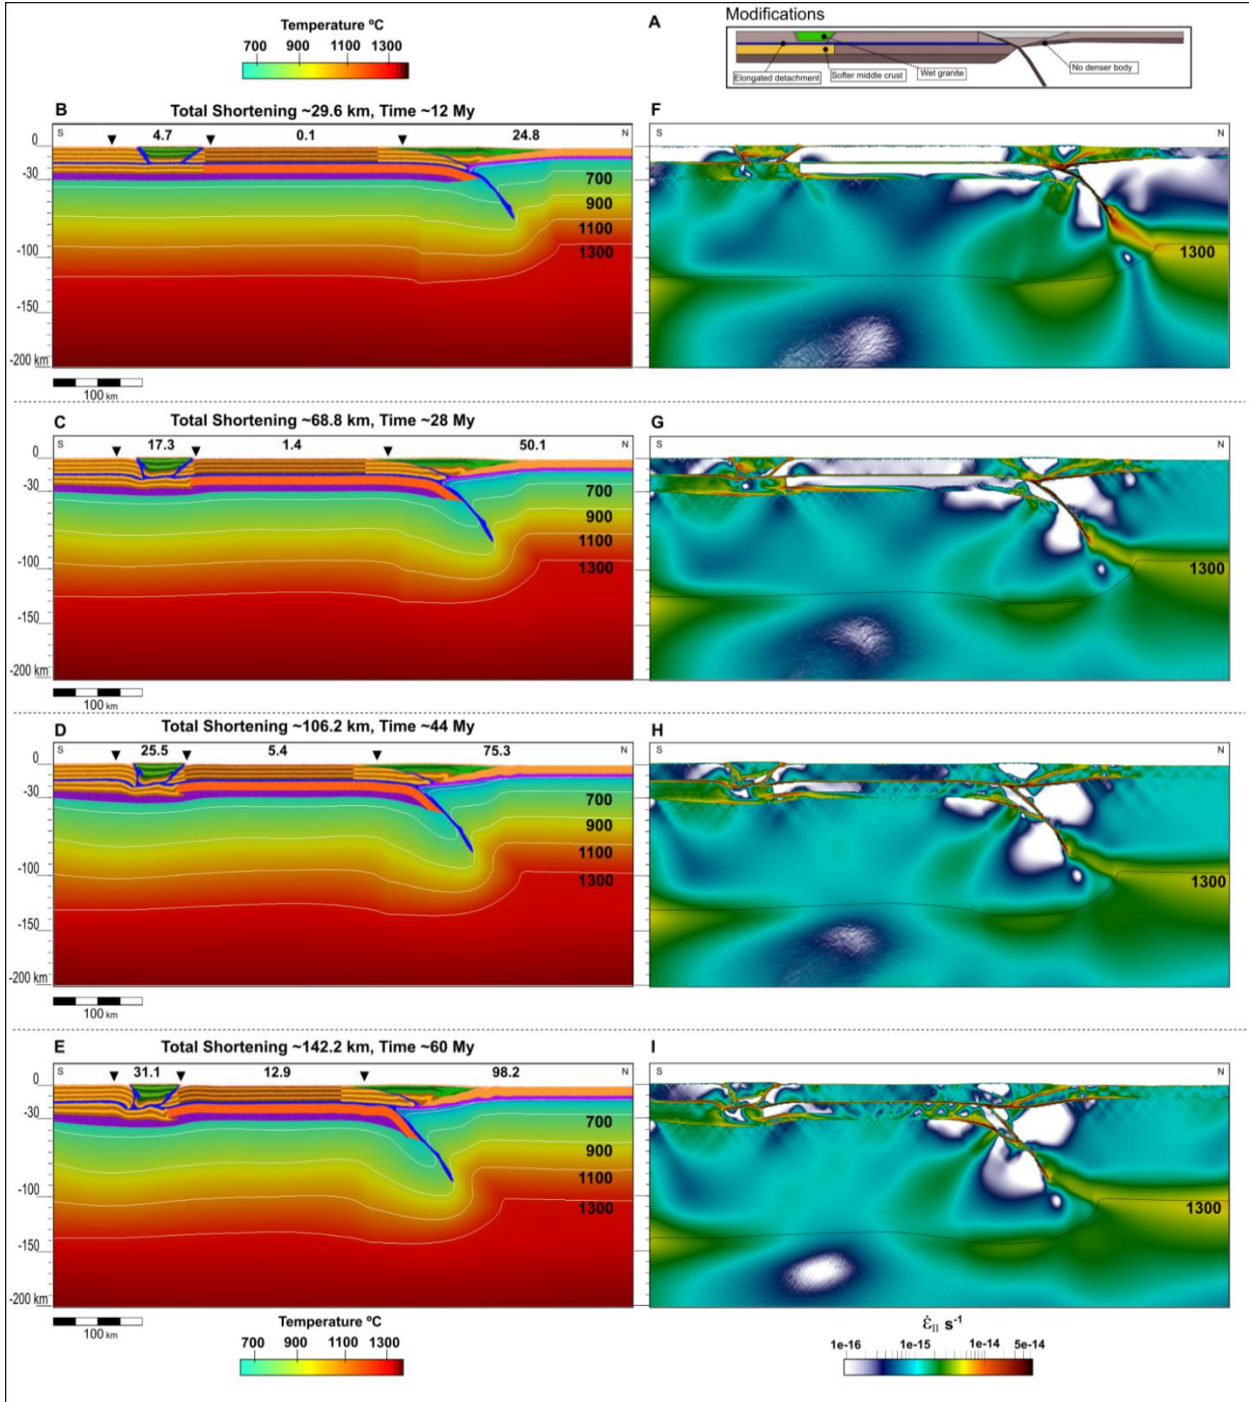 Temperature ºC
700 900 1100 1300
A
Modifications
Elongated detachment
Softer middle crust
Wet granite
No denser body
B
Total Shortening ~29.6 km, Time ~12 My
S 4.7 0.1 24.8 N
0
-30
-100
-150
-200 km
700
900
1100
1300
100 km
F
S N
1300
C
Total Shortening ~68.8 km, Time ~28 My
S 17.3 1.4 50.1 N
0
-30
-100
-150
-200 km
700
900
1100
1300
100 km
G
S N
1300
D
Total Shortening ~106.2 km, Time ~44 My
S 25.5 5.4 75.3 N
0
-30
-100
-150
-200 km
700
900
1100
1300
100 km
H
S N
1300
E
Total Shortening ~142.2 km, Time ~60 My
S 31.1 12.9 98.2 N
0
-30
-100
-150
-200 km
700
900
1100
1300
100 km
I
S N
1300
Temperature ºC
700 900 1100 1300
ε̇II s-1
1e-16 1e-15 1e-14 5e-14